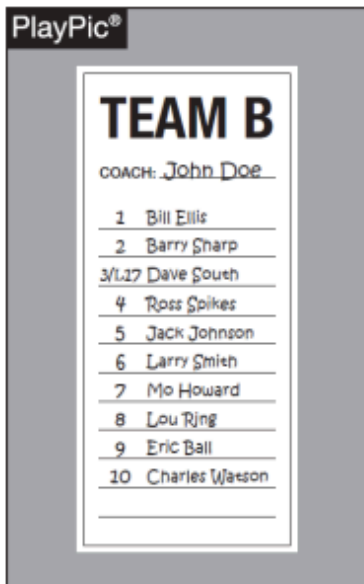 PlayPic®
TEAM B
COACH: John Doe
1 Bill Ellis
2 Barry Sharp
3/L17 Dave South
4 Ross Spikes
5 Jack Johnson
6 Larry Smith
7 Mo Howard
8 Lou Ring
9 Eric Ball
10 Charles Watson